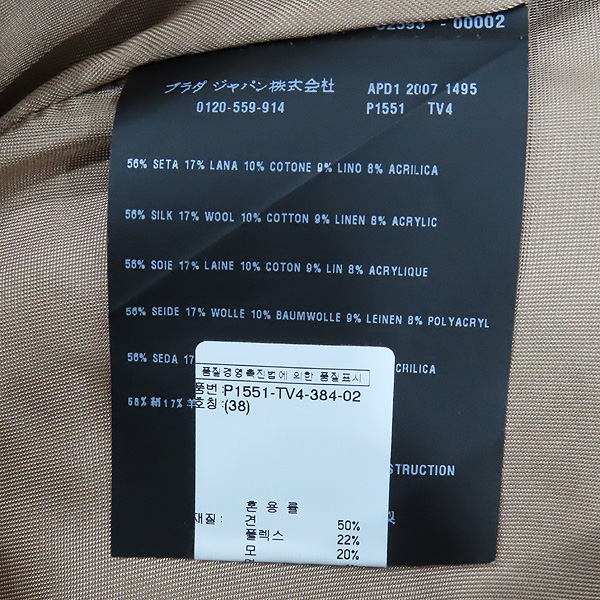 - 00002
プラダ ジャパン株式会社 APD1 2007 1495
0120-559-914 P1551 TV4
56% SETA 17% LANA 10% COTONE 9% LINO 8% ACRILICA
56% SILK 17% WOOL 10% COTTON 9% LINEN 8% ACRYLIC
56% SOIE 17% LAINE 10% COTON 9% LIN 8% ACRYLIQUE
56% SEIDE 17% WOLLE 10% BAUMWOLLE 9% LEINEN 8% POLYACRYL
56% SEDA 17% ACRILICA
품질경영촉진법에 의한 품질표시
품번:P1551-TV4-384-02
호칭:(38)
56% 絹 17%
혼 용 률
재질: 견 50%
플렉스 22%
모 20%